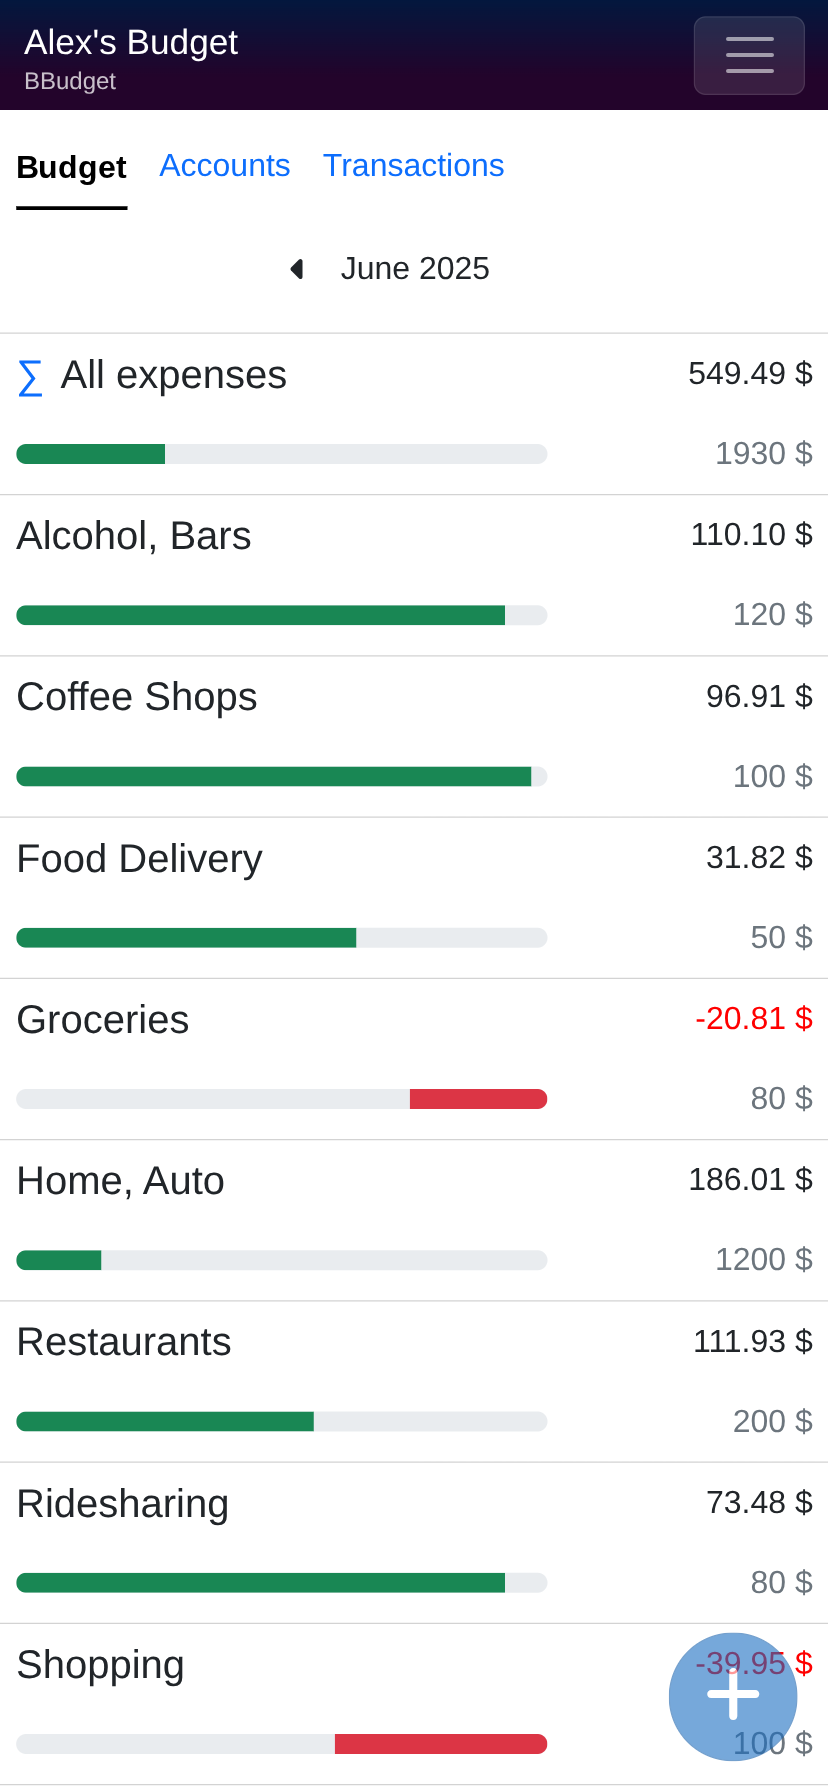 Alex's Budget
BBudget
Budget Accounts Transactions
June 2025
∑ All expenses 549.49 $
1930 $
Alcohol, Bars 110.10 $
120 $
Coffee Shops 96.91 $
100 $
Food Delivery 31.82 $
50 $
Groceries -20.81 $
80 $
Home, Auto 186.01 $
1200 $
Restaurants 111.93 $
200 $
Ridesharing 73.48 $
80 $
Shopping -39.95 $
100 $